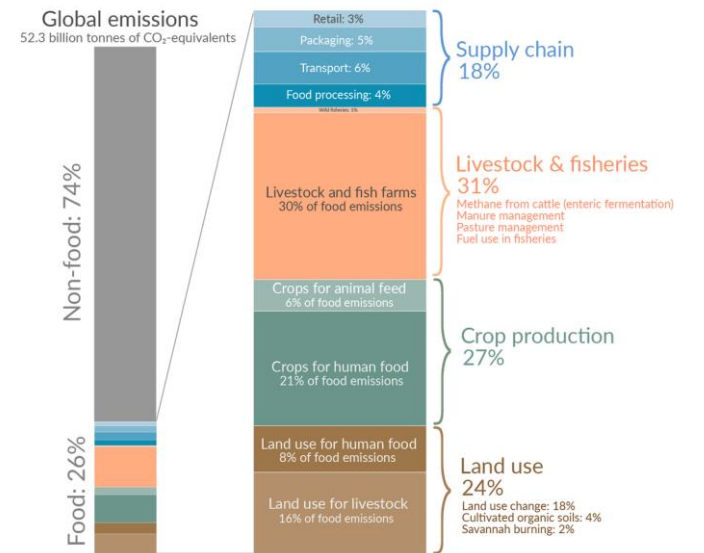 Global emissions
52.3 billion tonnes of CO₂-equivalents
Non-food: 74%
Food: 26%
Retail: 3%
Packaging: 5%
Transport: 6%
Food processing: 4%
Wild fisheries: 1%
Livestock and fish farms
30% of food emissions
Crops for animal feed
6% of food emissions
Crops for human food
21% of food emissions
Land use for human food
8% of food emissions
Land use for livestock
16% of food emissions
Supply chain
18%
Livestock & fisheries
31%
Methane from cattle (enteric fermentation)
Manure management
Pasture management
Fuel use in fisheries
Crop production
27%
Land use
24%
Land use change: 18%
Cultivated organic soils: 4%
Savannah burning: 2%